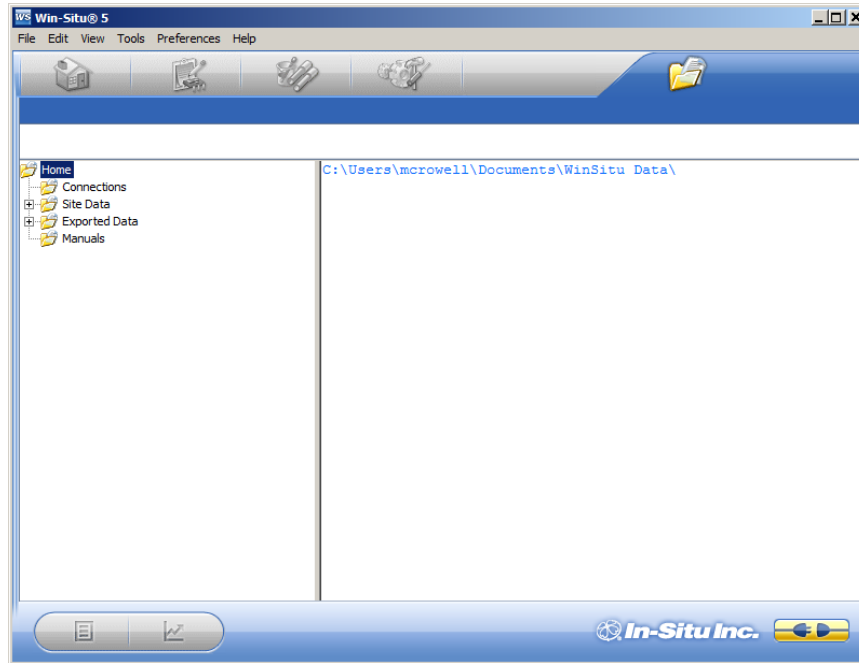 WS Win-Situ® 5
File Edit View Tools Preferences Help
Home
C:\Users\mcrowell\Documents\WinSitu Data\
Connections
Site Data
Exported Data
Manuals
In-Situ Inc.